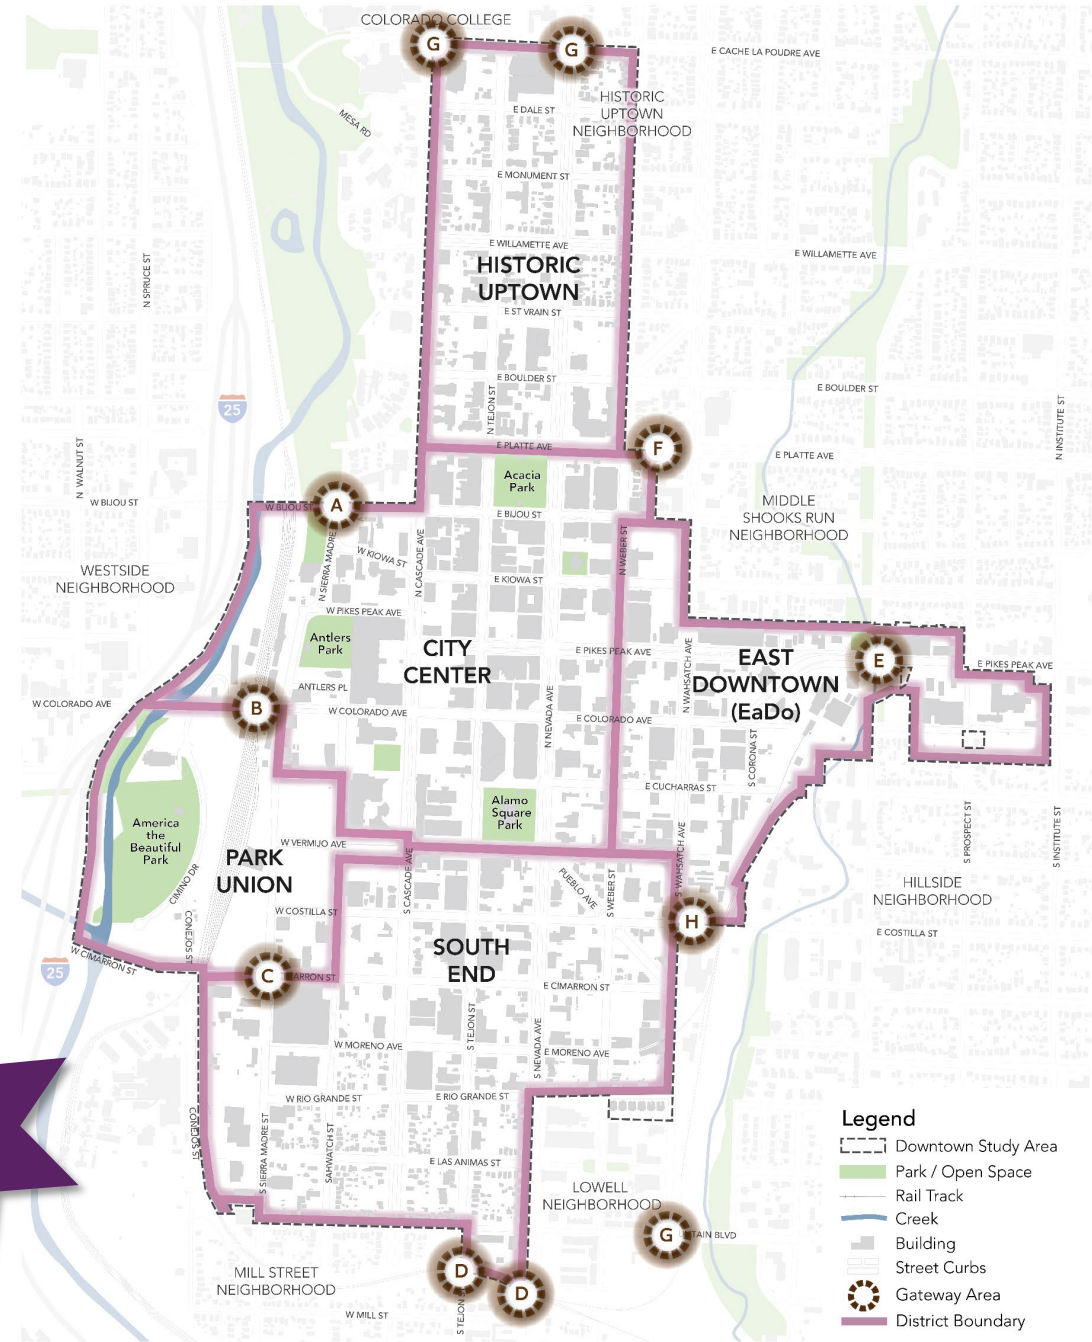 COLORADO COLLEGE
G
G
E CACHE LA POUDRE AVE
HISTORIC
UPTOWN
NEIGHBORHOOD
E DALE ST
MESA RD
E MONUMENT ST
E WILLAMETTE AVE
E WILLAMETTE AVE
HISTORIC
UPTOWN
N SPRUCE ST
E ST VRAIN ST
E BOULDER ST
E BOULDER ST
N TEJON ST
25
N INSTITUTE ST
N WALNUT ST
E PLATTE AVE
F
E PLATTE AVE
Acacia
Park
W BIJOU ST
W BIJOU ST
A
E BIJOU ST
MIDDLE
SHOOKS RUN
NEIGHBORHOOD
N WEBER ST
N SIERRA MADRE
W KIOWA ST
N CASCADE AVE
E KIOWA ST
WESTSIDE
NEIGHBORHOOD
W PIKES PEAK AVE
Antlers
Park
CITY
CENTER
E PIKES PEAK AVE
N WAHSATCH AVE
EAST
DOWNTOWN
(EaDo)
E
E PIKES PEAK AVE
ANTLERS PL
W COLORADO AVE
B
W COLORADO AVE
N NEVADA AVE
E COLORADO AVE
S CORONA ST
E CUCHARRAS ST
Alamo
Square
Park
America
the
Beautiful
Park
W VERMIJO AVE
PARK
UNION
CIMINO DR
S CASCADE AVE
PUEBLO AVE
S WEBER ST
S WAHSATCH AVE
S PROSPECT ST
S INSTITUTE ST
HILLSIDE
NEIGHBORHOOD
W COSTILLA ST
CONEJOS ST
H
E COSTILLA ST
SOUTH
END
W CIMARRON ST
25
C
ARRON ST
E CIMARRON ST
S TEJON ST
S NEVADA AVE
W MORENO AVE
E MORENO AVE
W RIO GRANDE ST
E RIO GRANDE ST
CONEJOS ST
S SIERRA MADRE ST
SAHWATCH ST
E LAS ANIMAS ST
LOWELL
NEIGHBORHOOD
G
TAIN BLVD
MILL STREET
NEIGHBORHOOD
D
D
S TEJON S
W MILL ST
Legend
Downtown Study Area
Park / Open Space
Rail Track
Creek
Building
Street Curbs
Gateway Area
District Boundary